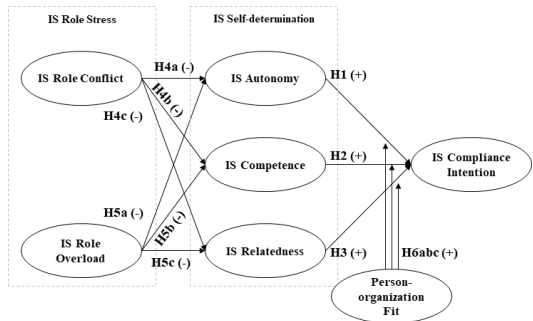 IS Role Stress
IS Self-determination
IS Role Conflict
H4a (-)
IS Autonomy
H1 (+)
H4b (-)
H4c (-)
IS Competence
H2 (+)
IS Compliance
Intention
H5a (-)
H5b (-)
IS Role
Overload
H5c (-)
IS Relatedness
H3 (+)
H6abc (+)
Person-
organization
Fit